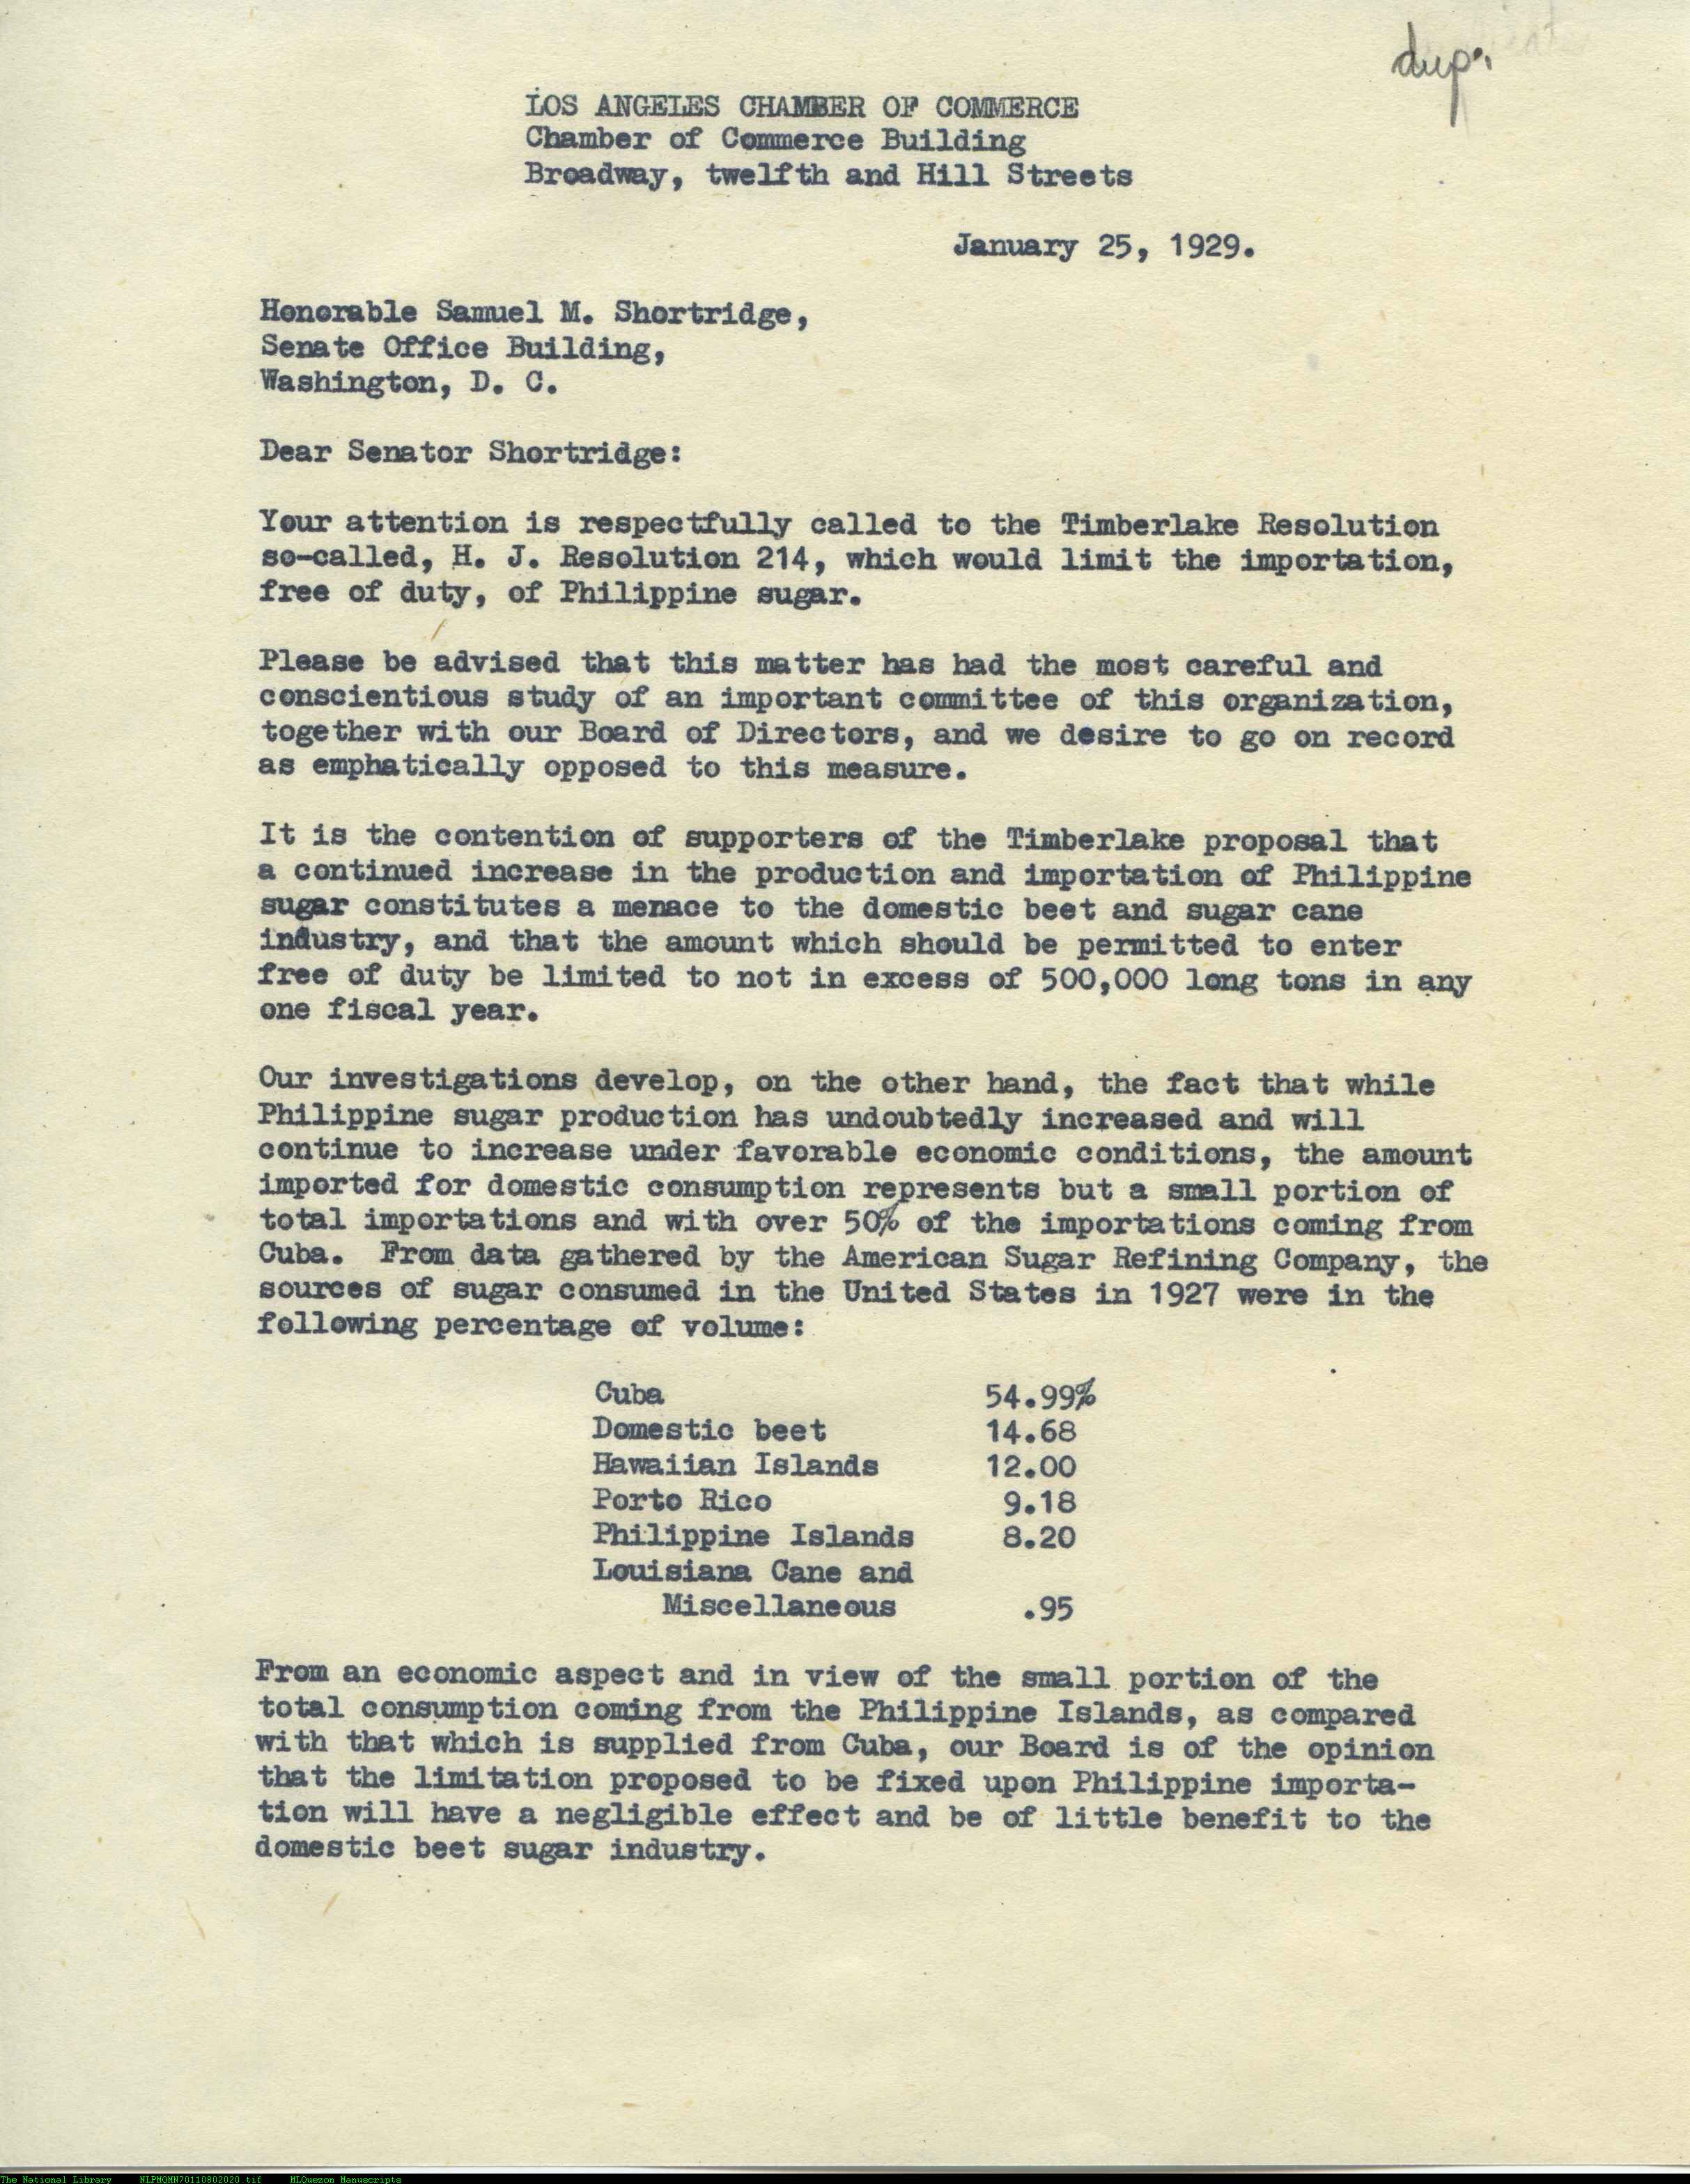 dup.
LOS ANGELES CHAMBER OF COMMERCE
Chamber of Commerce Building
Broadway, twelfth and Hill Streets
January 25, 1929.
Honorable Samuel M. Shortridge,
Senate Office Building,
Washington, D. C.
Dear Senator Shortridge:
Your attention is respectfully called to the Timberlake Resolution
so-called, H. J. Resolution 214, which would limit the importation,
free of duty, of Philippine sugar.
Please be advised that this matter has had the most careful and
conscientious study of an important committee of this organization,
together with our Board of Directors, and we desire to go on record
as emphatically opposed to this measure.
It is the contention of supporters of the Timberlake proposal that
a continued increase in the production and importation of Philippine
sugar constitutes a menace to the domestic beet and sugar cane
industry, and that the amount which should be permitted to enter
free of duty be limited to not in excess of 500,000 long tons in any
one fiscal year.
Our investigations develop, on the other hand, the fact that while
Philippine sugar production has undoubtedly increased and will
continue to increase under favorable economic conditions, the amount
imported for domestic consumption represents but a small portion of
total importations and with over 50% of the importations coming from
Cuba. From data gathered by the American Sugar Refining Company, the
sources of sugar consumed in the United States in 1927 were in the
following percentage of volume:
Cuba 54.99%
Domestic beet 14.68
Hawaiian Islands 12.00
Porto Rico 9.18
Philippine Islands 8.20
Louisiana Cane and
Miscellaneous .95
From an economic aspect and in view of the small portion of the
total consumption coming from the Philippine Islands, as compared
with that which is supplied from Cuba, our Board is of the opinion
that the limitation proposed to be fixed upon Philippine importa-
tion will have a negligible effect and be of little benefit to the
domestic beet sugar industry.
The National Library NLPMQMN70110802020.tif MLQuezon Manuscripts